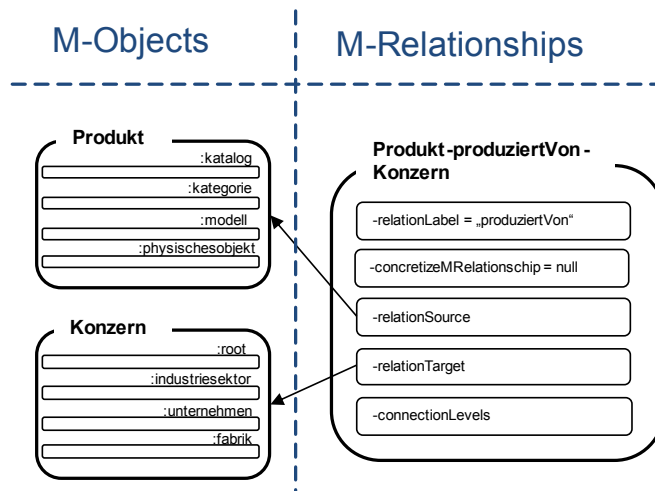 M-Objects
M-Relationships
Produkt
:katalog
:kategorie
:modell
:physischesobjekt
Konzern
:root
:industriesektor
:unternehmen
:fabrik
Produkt -produziertVon -
Konzern
-relationLabel = „produziertVon“
-concretizeMRelationschip = null
-relationSource
-relationTarget
-connectionLevels